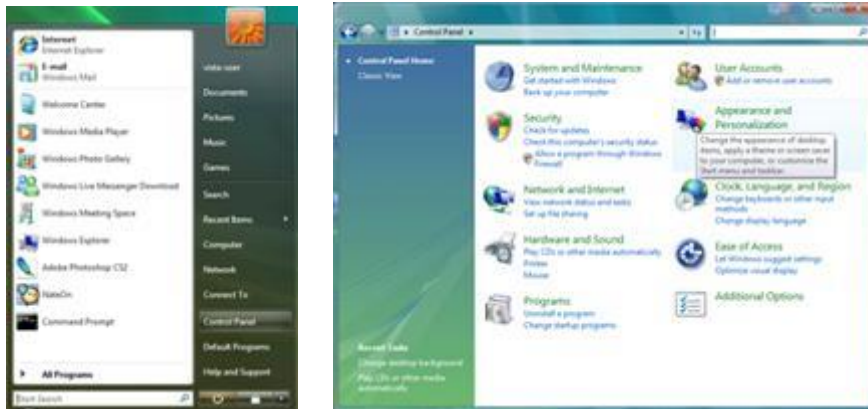 Internet
Internet Explorer
E-mail
Windows Mail
Welcome Center
Windows Media Player
Windows Photo Gallery
Windows Live Messenger Download
Windows Meeting Space
Windows Explorer
Adobe Photoshop CS2
NateOn
Command Prompt
All Programs
Start Search
vista user
Documents
Pictures
Music
Games
Search
Recent Items
Computer
Network
Connect To
Control Panel
Default Programs
Help and Support
Control Panel
Control Panel Home
Classic View
System and Maintenance
Get started with Windows
Back up your computer
Security
Check for updates
Check this computer's security status
Allow a program through Windows
Firewall
Network and Internet
View network status and tasks
Set up file sharing
Hardware and Sound
Play CDs or other media automatically
Printer
Mouse
Programs
Uninstall a program
Change startup programs
User Accounts
Add or remove user accounts
Appearance and
Personalization
Change the appearance of desktop
items, apply a theme or screen saver
to your computer, or customize the
Start menu and taskbar.
Clock, Language, and Region
Change keyboards or other input
methods
Change display language
Ease of Access
Let Windows suggest settings
Optimize visual display
Additional Options
Recent Tasks
Change desktop background
Play CDs or other media
automatically